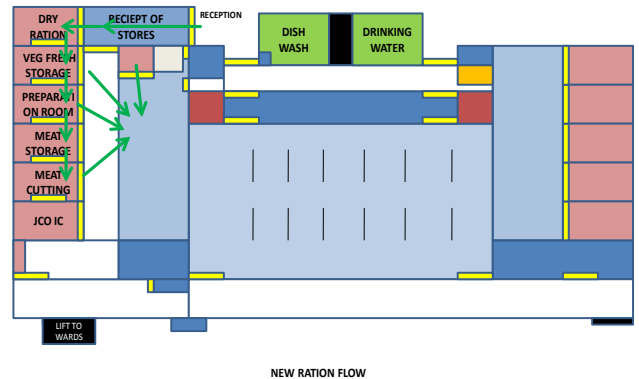 DRY
RATION
RECIEPT OF
STORES
RECEPTION
DISH
WASH
DRINKING
WATER
VEG FRESH
STORAGE
PREPARATI
ON ROOM
MEAT
STORAGE
MEAT
CUTTING
JCO IC
LIFT TO
WARDS
NEW RATION FLOW